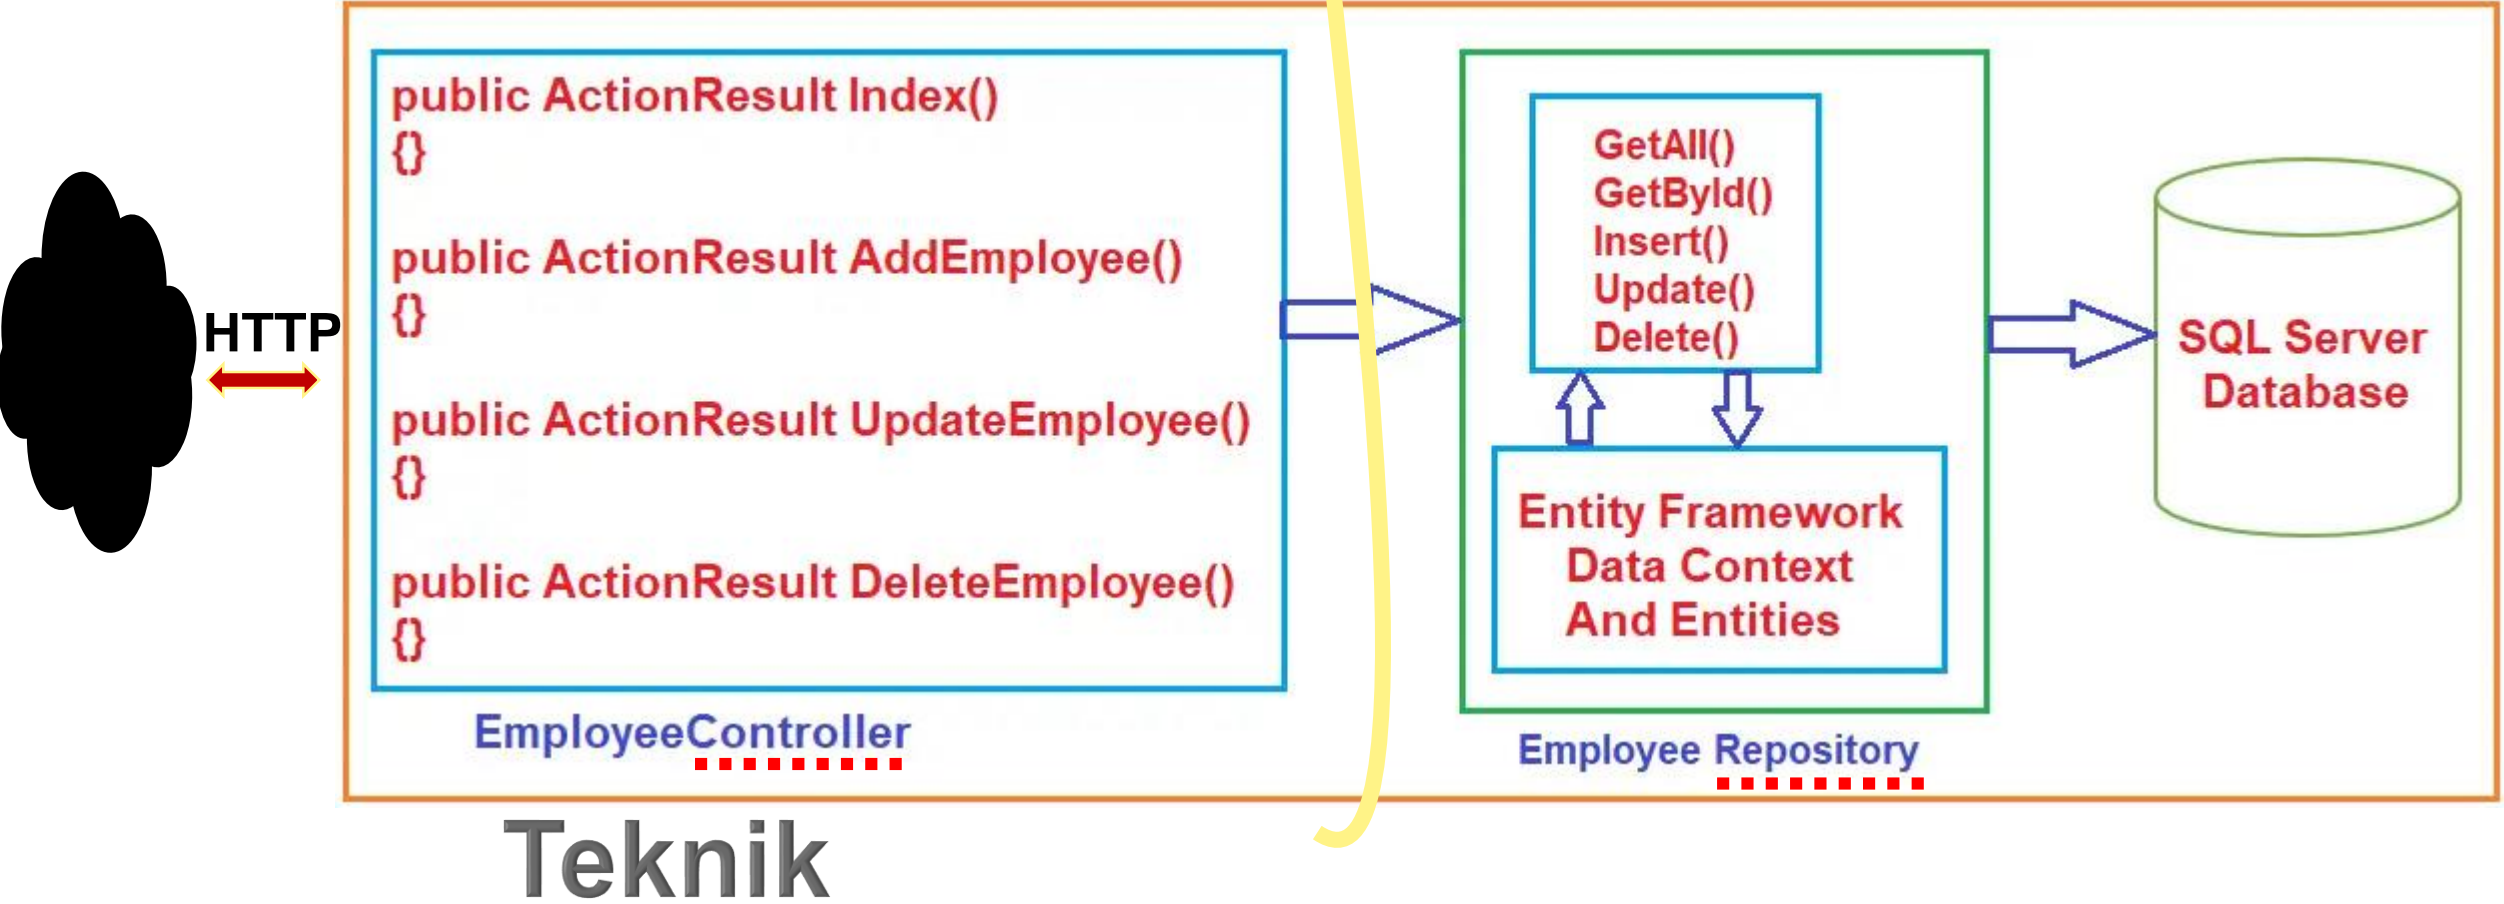 HTTP
public ActionResult Index()
{}
public ActionResult AddEmployee()
{}
public ActionResult UpdateEmployee()
{}
public ActionResult DeleteEmployee()
{}
EmployeeController
GetAll()
GetById()
Insert()
Update()
Delete()
Entity Framework
Data Context
And Entities
Employee Repository
SQL Server
Database
Teknik